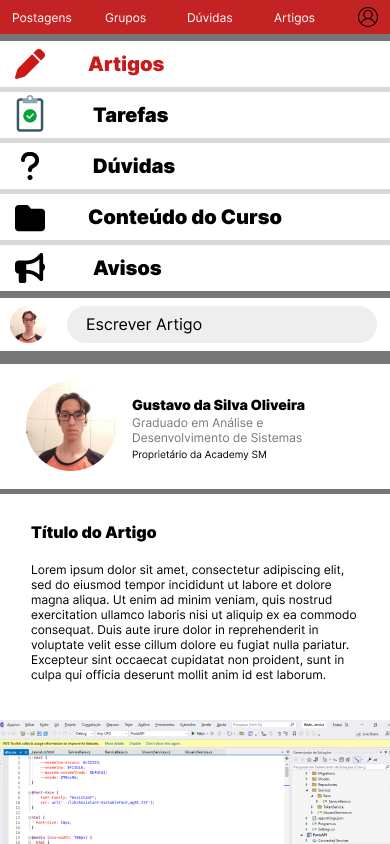 Postagens Grupos Dúvidas Artigos
Artigos
Tarefas
Dúvidas
Conteúdo do Curso
Avisos
Escrever Artigo
Gustavo da Silva Oliveira
Graduado em Análise e
Desenvolvimento de Sistemas
Proprietário da Academy SM
Título do Artigo
Lorem ipsum dolor sit amet, consectetur adipiscing elit,
sed do eiusmod tempor incididunt ut labore et dolore
magna aliqua. Ut enim ad minim veniam, quis nostrud
exercitation ullamco laboris nisi ut aliquip ex ea commodo
consequat. Duis aute irure dolor in reprehenderit in
voluptate velit esse cillum dolore eu fugiat nulla pariatur.
Excepteur sint occaecat cupidatat non proident, sunt in
culpa qui officia deserunt mollit anim id est laborum.